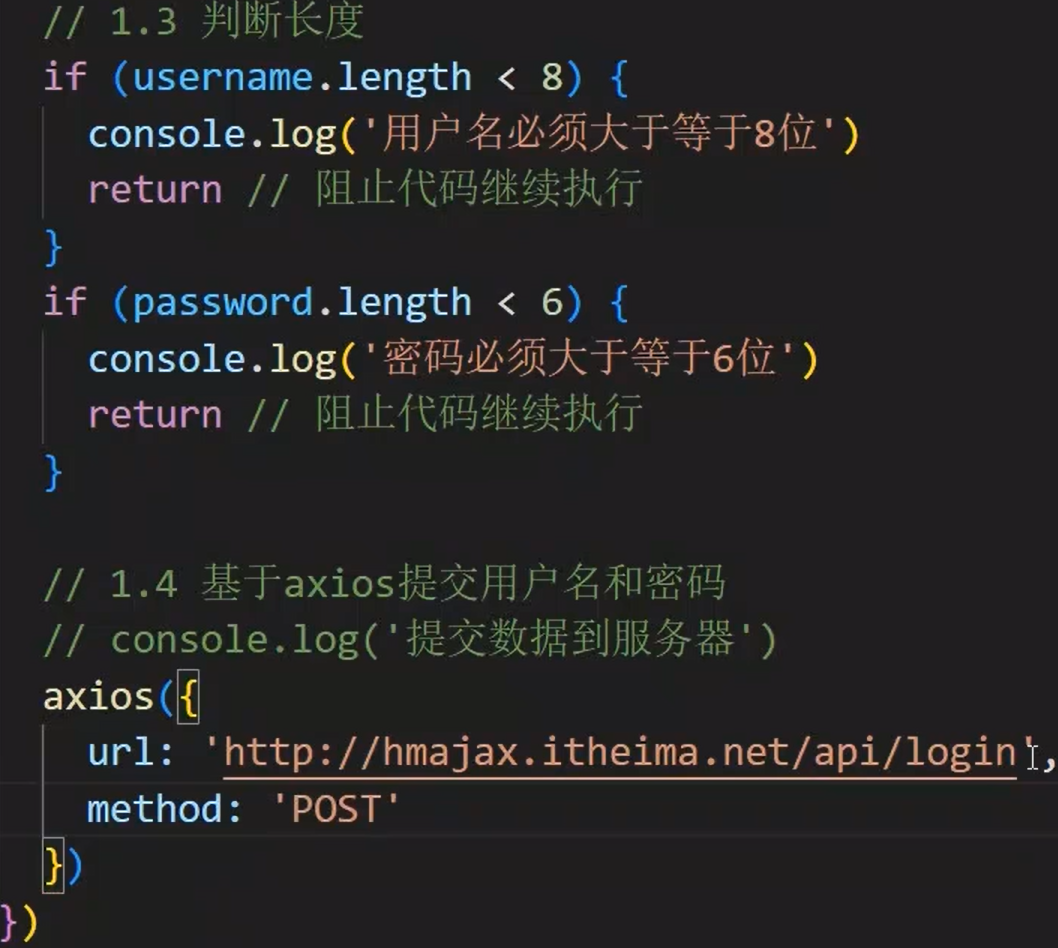 // 1.3 判断长度
if (username.length < 8) {
console.log('用户名必须大于等于8位')
return // 阻止代码继续执行
}
if (password.length < 6) {
console.log('密码必须大于等于6位')
return // 阻止代码继续执行
}
// 1.4 基于axios提交用户名和密码
// console.log('提交数据到服务器')
axios({
url: 'http://hmajax.itheima.net/api/login',
method: 'POST'
})
})